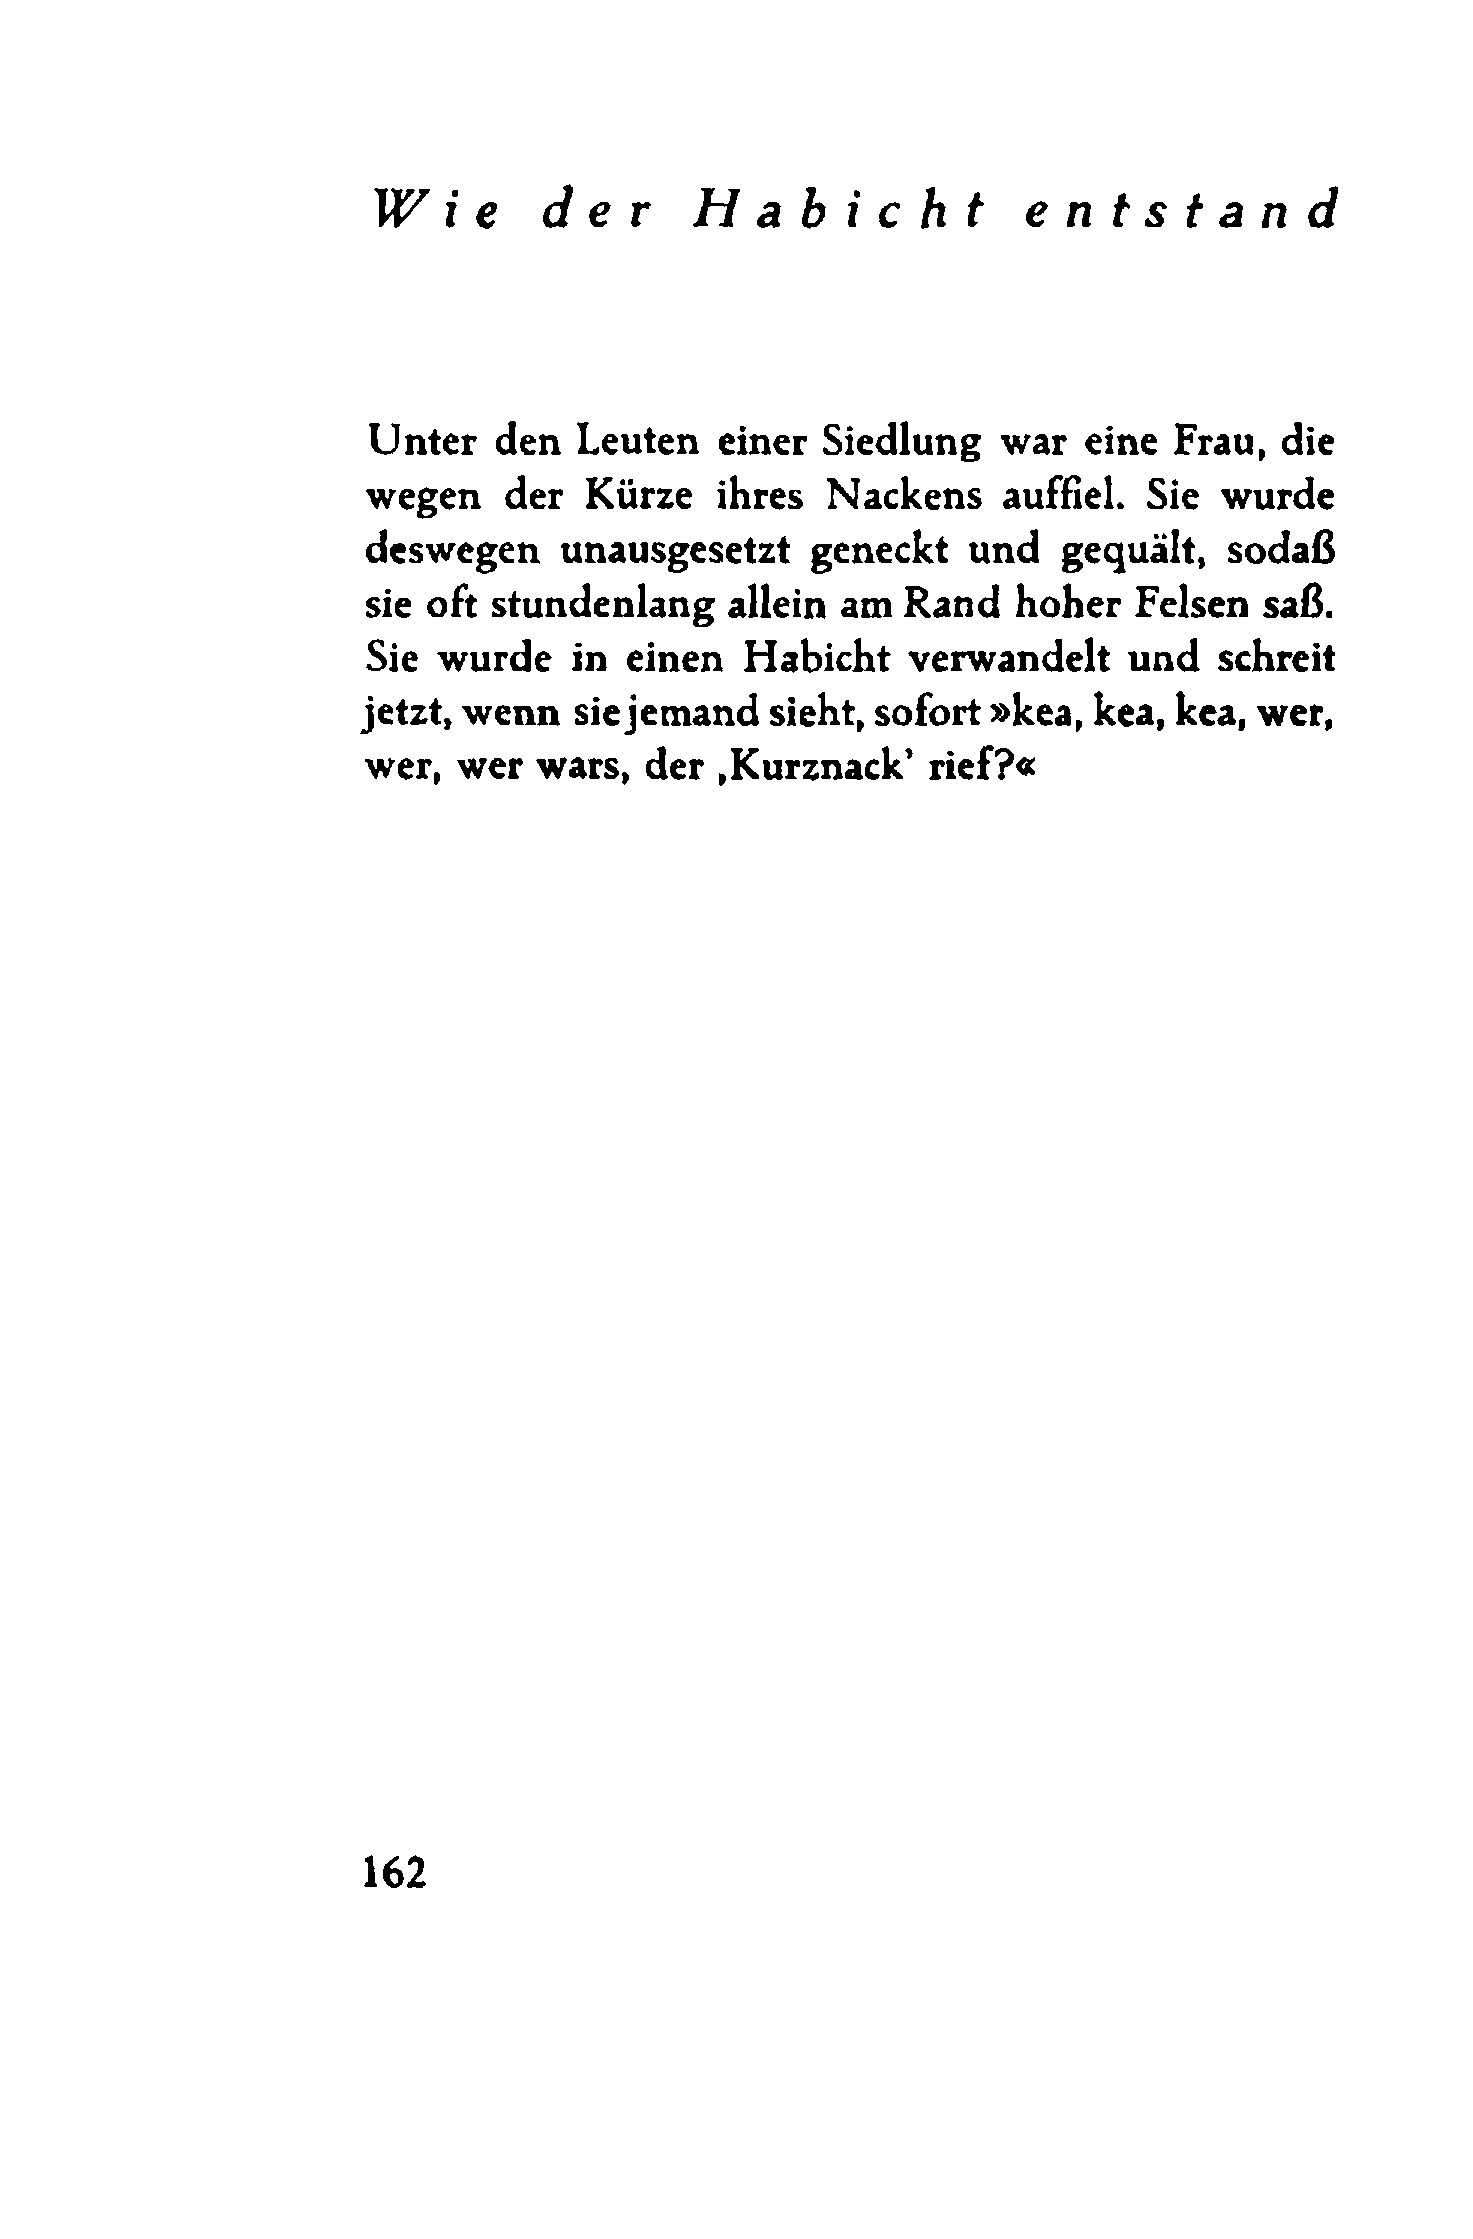 Wie der Habicht entstand
Unter den Leuten einer Siedlung war eine Frau, die
wegen der Kürze ihres Nackens auffiel. Sie wurde
deswegen unausgesetzt geneckt und gequält, sodaß
sie oft stundenlang allein am Rand hoher Felsen saß.
Sie wurde in einen Habicht verwandelt und schreit
jetzt, wenn sie jemand sieht, sofort »kea, kea, kea, wer,
wer, wer wars, der ‚Kurznack’ rief?«
162